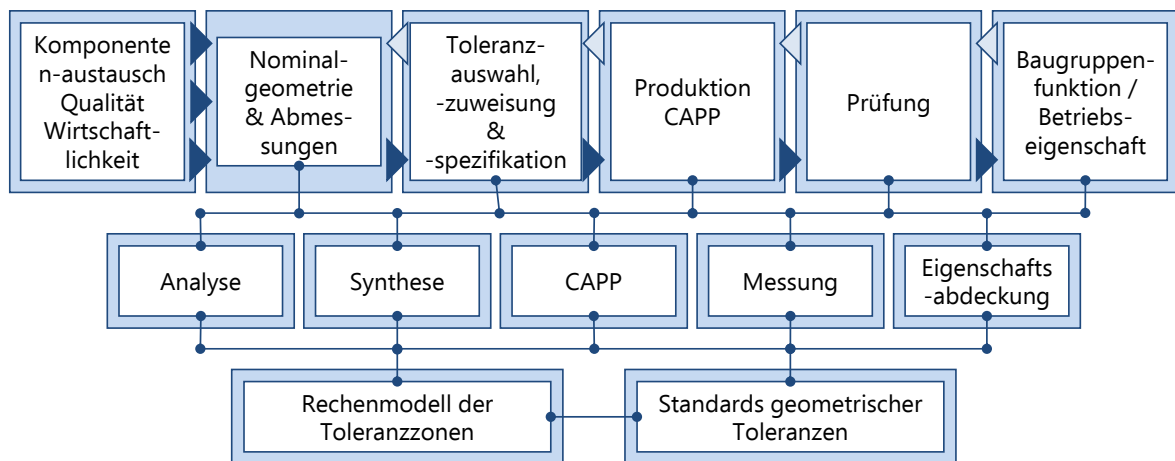 Komponente
n-austausch
Qualität
Wirtschaft-
lichkeit
Nominal-
geometrie
& Abmes-
sungen
Toleranz-
auswahl,
-zuweisung
&
-spezifikation
Produktion
CAPP
Prüfung
Baugruppen-
funktion /
Betriebs-
eigenschaft
Analyse
Synthese
CAPP
Messung
Eigenschafts
-abdeckung
Rechenmodell der
Toleranzzonen
Standards geometrischer
Toleranzen